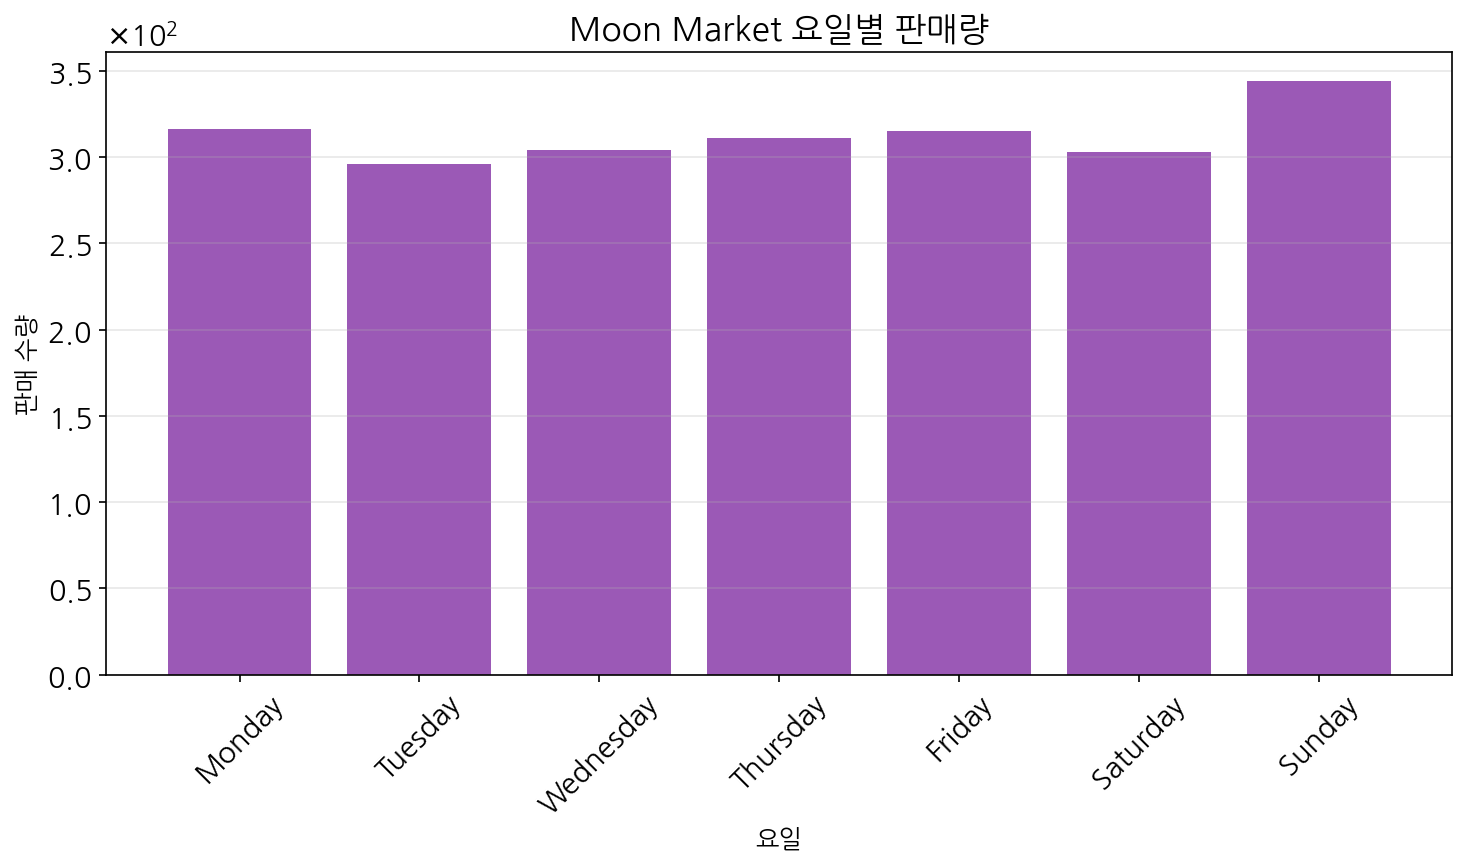 Moon Market 요일별 판매량
×10²
3.5
3.0
2.5
2.0
1.5
1.0
0.5
0.0
판매 수량
Monday
Tuesday
Wednesday
Thursday
Friday
Saturday
Sunday
요일